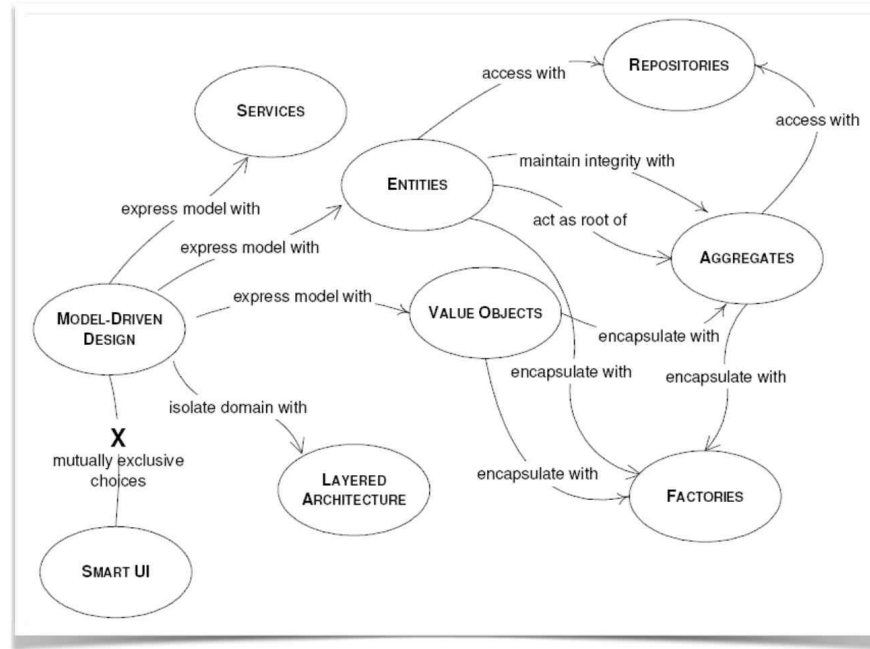 REPOSITORIES
access with
SERVICES
access with
ENTITIES
maintain integrity with
express model with
act as root of
express model with
AGGREGATES
express model with
VALUE OBJECTS
MODEL-DRIVEN
DESIGN
encapsulate with
encapsulate with
encapsulate with
isolate domain with
X
mutually exclusive
choices
encapsulate with
LAYERED
ARCHITECTURE
FACTORIES
SMART UI